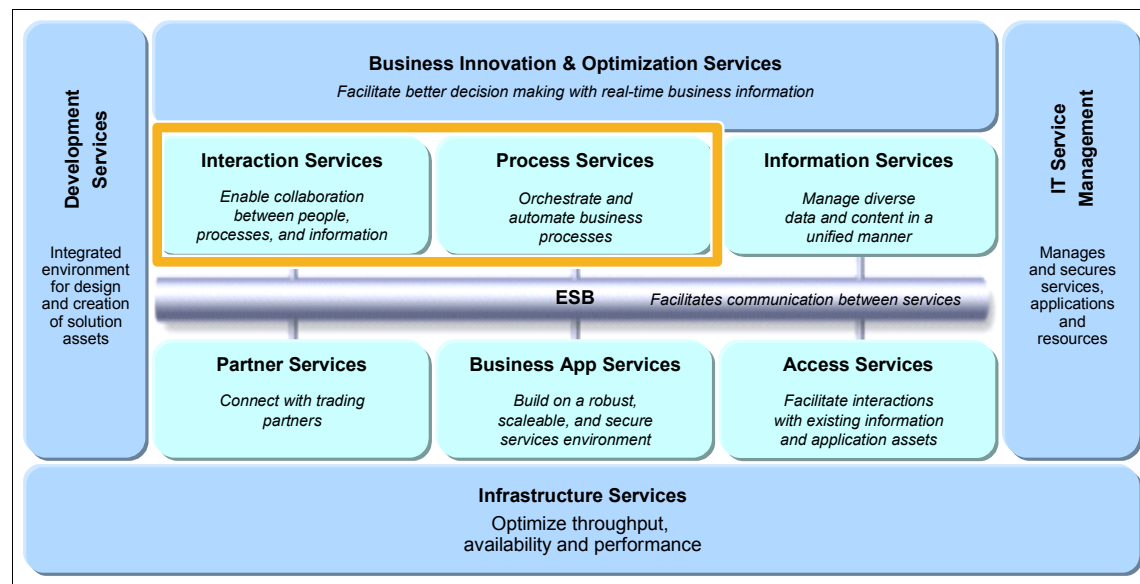 Development
Services
Integrated
environment
for design
and creation
of solution
assets
Business Innovation & Optimization Services
Facilitate better decision making with real-time business information
Interaction Services
Enable collaboration
between people,
processes, and information
Process Services
Orchestrate and
automate business
processes
Information Services
Manage diverse
data and content in a
unified manner
ESB
Facilitates communication between services
Partner Services
Connect with trading
partners
Business App Services
Build on a robust,
scaleable, and secure
services environment
Access Services
Facilitate interactions
with existing information
and application assets
IT Service
Management
Manages
and secures
services,
applications
and
resources
Infrastructure Services
Optimize throughput,
availability and performance